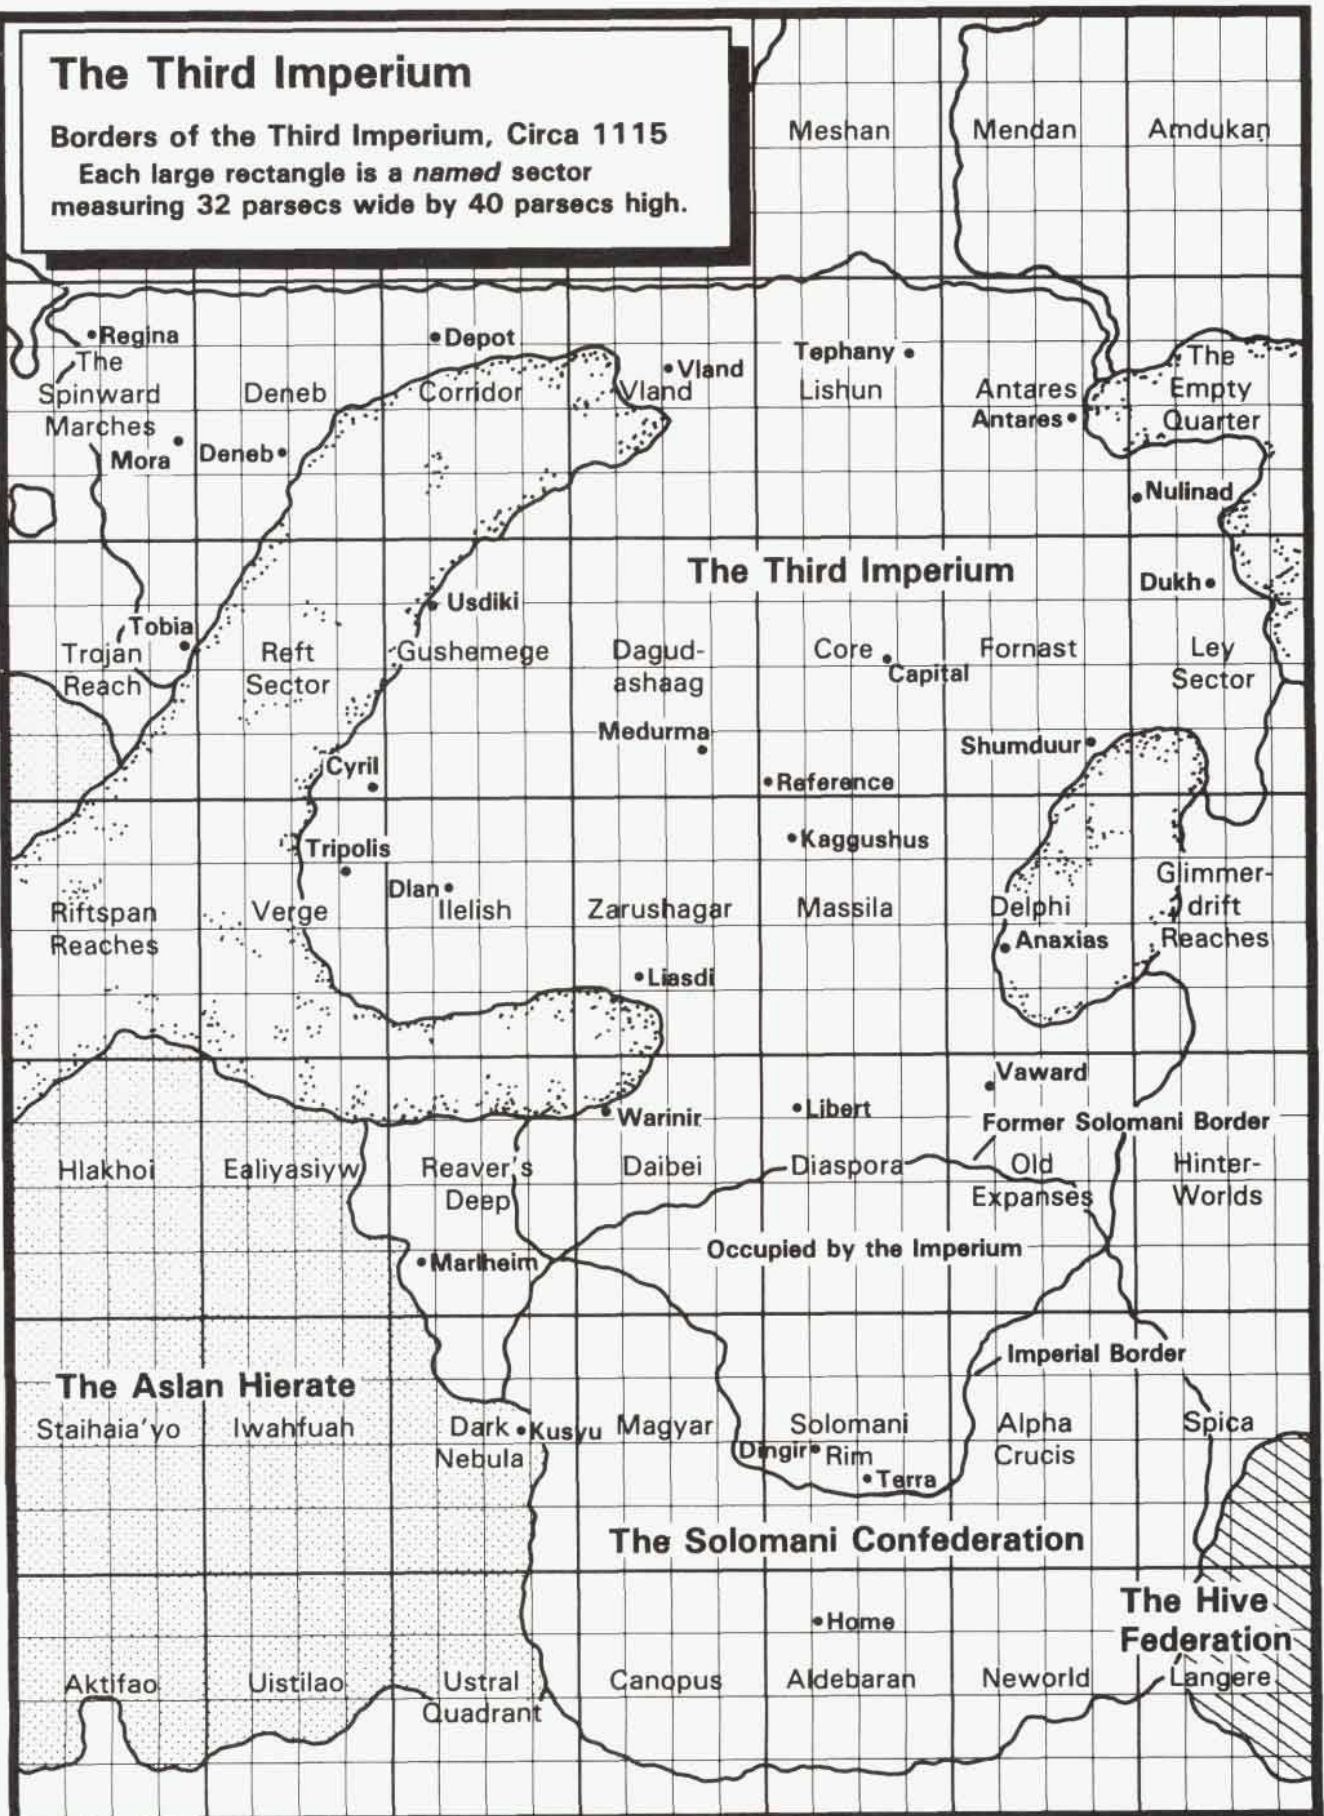 The Third Imperium
Borders of the Third Imperium, Circa 1115
Each large rectangle is a named sector
measuring 32 parsecs wide by 40 parsecs high.
Meshan
Mendan
Amdukan
Regina
The
Spinward
Marches
Mora
Deneb
Deneb
Depot
Corridor
Vland
Vland
Tephany
Lishun
Antares
Antares
The
Empty
Quarter
Nulinad
The Third Imperium
Dukh
Tobia
Trojan
Reach
Reft
Sector
Usdiki
Gushemege
Dagud-
ashaag
Core
Capital
Fornast
Ley
Sector
Medurma
Shumduur
Cyril
Reference
Tripolis
Kaggushus
Dlan
Ilelish
Riftspan
Reaches
Verge
Zarushagar
Massila
Delphi
Anaxias
Glimmer-
drift
Reaches
Liasdi
Vaward
Warinir
Libert
Former Solomani Border
Hlakhoi
Ealiyasiyw
Reaver's
Deep
Daibei
Diaspora
Old
Expanses
Hinter-
Worlds
Occupied by the Imperium
Marlheim
Imperial Border
The Aslan Hierate
Staihaia'yo
Iwahfuah
Dark
Nebula
Kusyu
Magyar
Solomani
Rim
Dingir
Terra
Alpha
Crucis
Spica
The Solomani Confederation
The Hive
Federation
Home
Aktifao
Uistilao
Ustral
Quadrant
Canopus
Aldebaran
Neworld
Langere